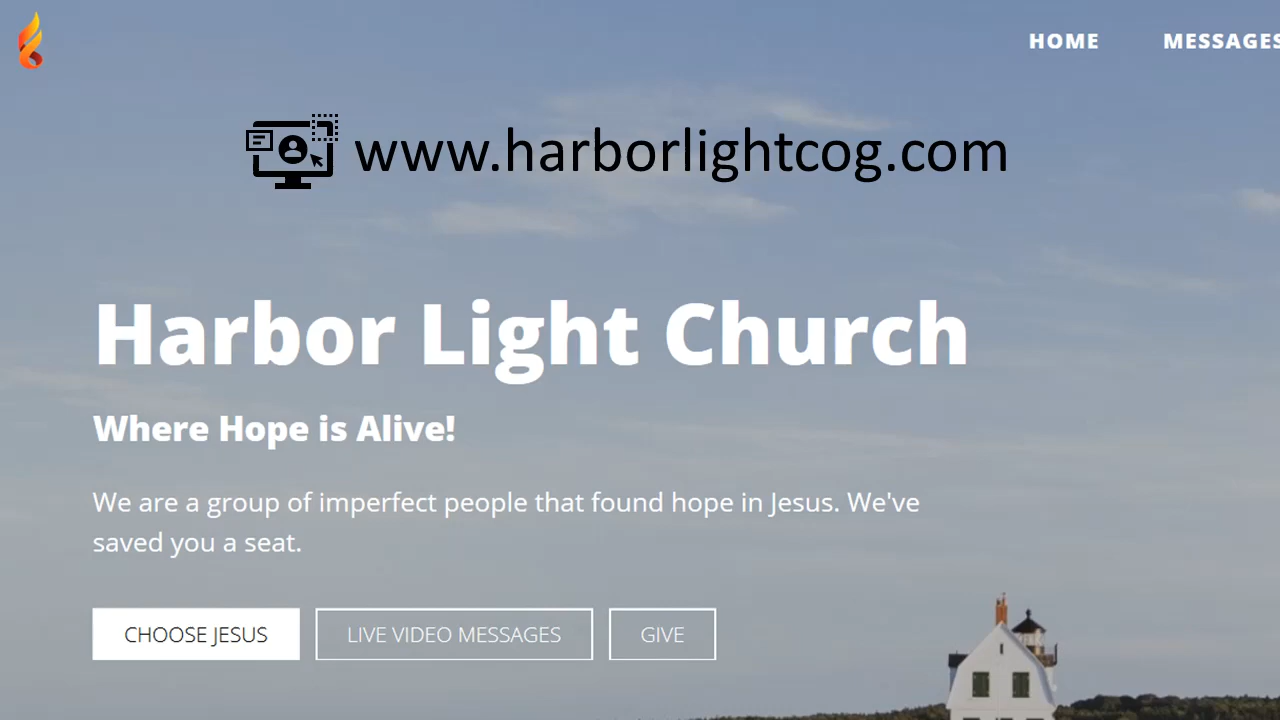 HOME MESSAGES
www.harborlightcog.com
Harbor Light Church
Where Hope is Alive!
We are a group of imperfect people that found hope in Jesus. We've
saved you a seat.
CHOOSE JESUS LIVE VIDEO MESSAGES GIVE